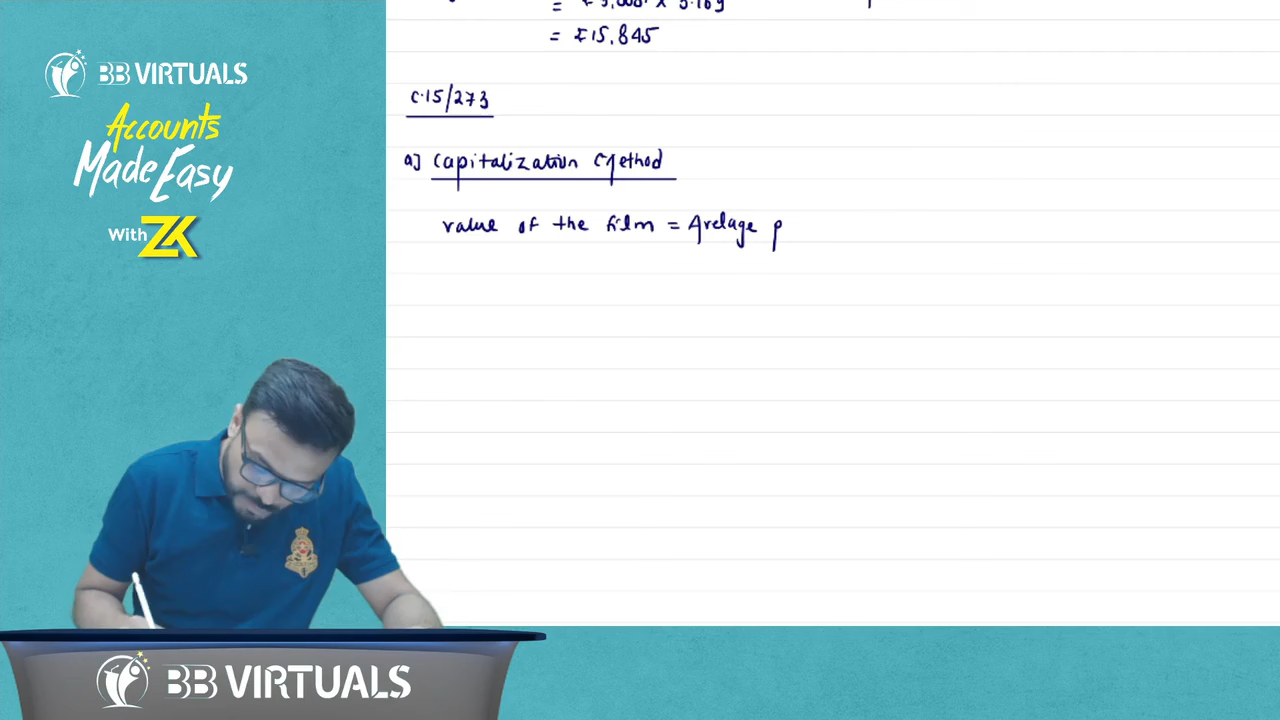 BB VIRTUALS
Accounts
Made Easy
With ZK
= ₹15,845
C.15/273
a) Capitalization Method
value of the film = Average p
BB VIRTUALS